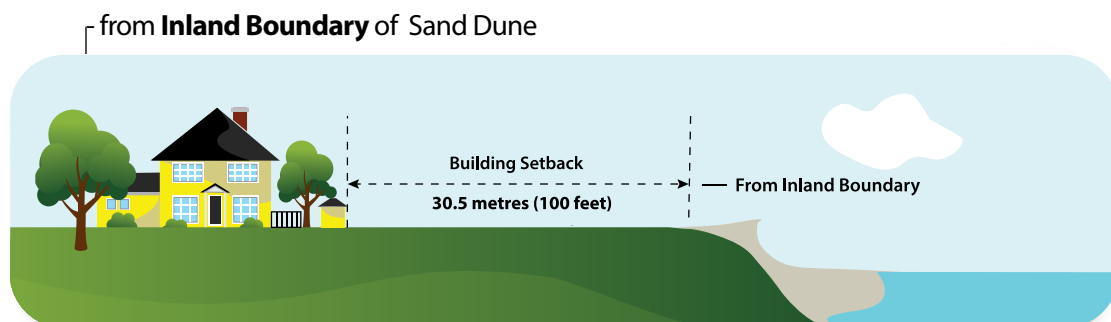 from Inland Boundary of Sand Dune
Building Setback
30.5 metres (100 feet)
From Inland Boundary